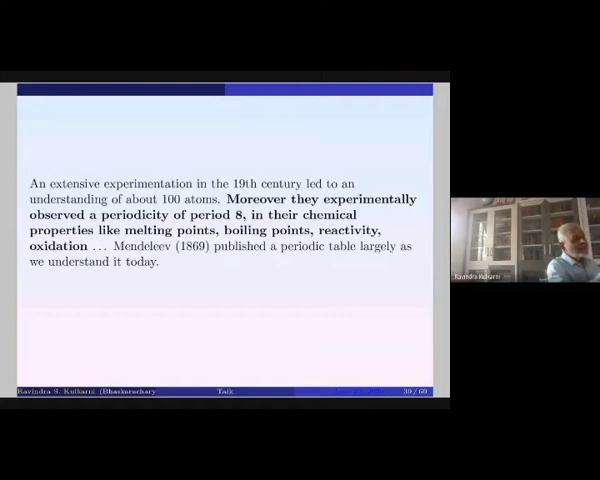 An extensive experimentation in the 19th century led to an
understanding of about 100 atoms. Moreover they experimentally
observed a periodicity of period 8, in their chemical
properties like melting points, boiling points, reactivity,
oxidation ... Mendeleev (1869) published a periodic table largely as
we understand it today.
Ravindra Kulkarni
Ravindra S. Kulkarni (Bhaskaracharya Talk 39 / 60